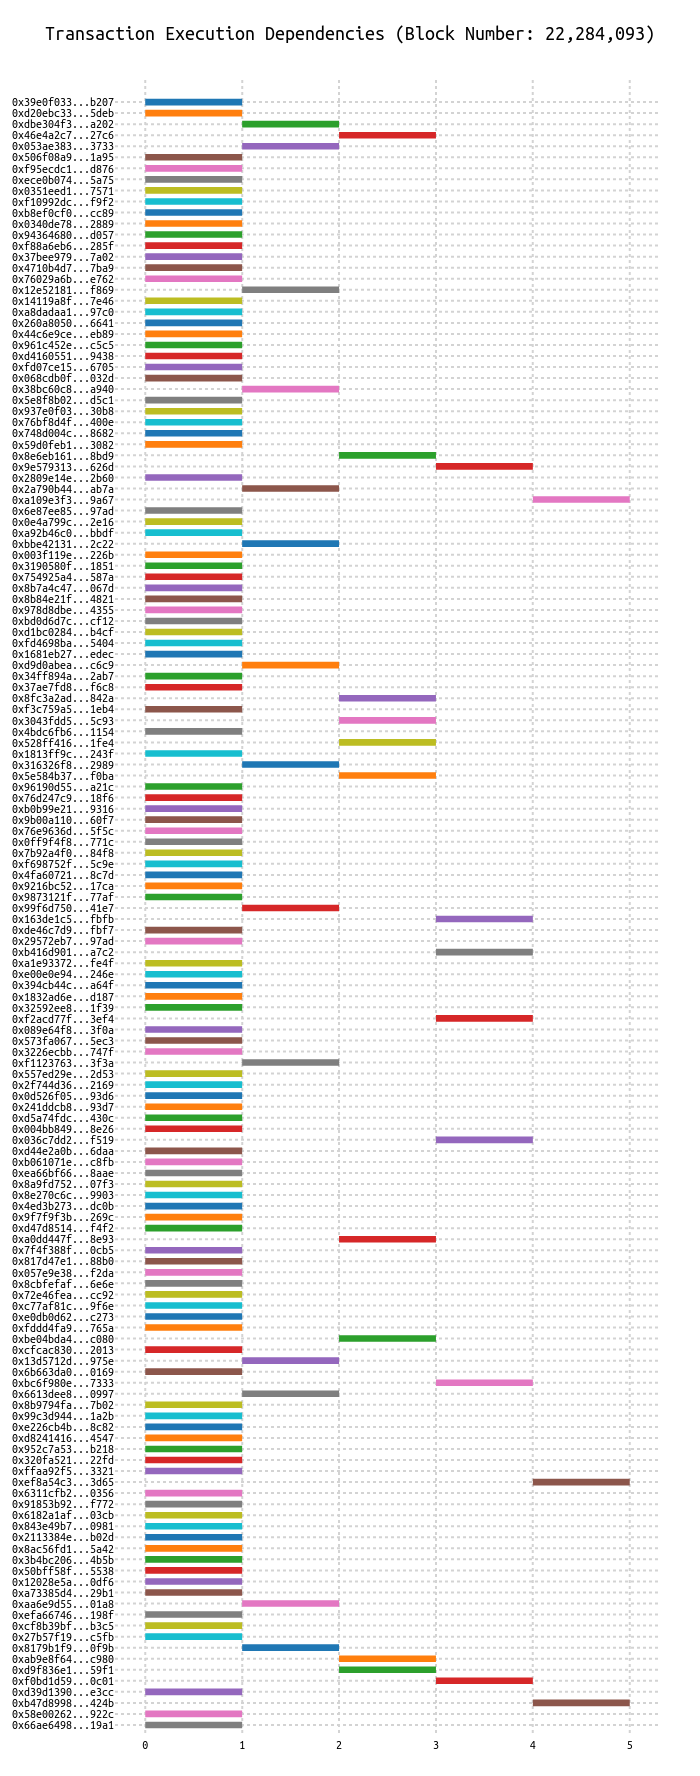 Transaction Execution Dependencies (Block Number: 22,284,093)
0x39e0f033...b207
0xd20ebc33...5deb
0xdbe304f3...a202
0x46e4a2c7...27c6
0x053ae383...3733
0x506f08a9...1a95
0xf95ecdc1...d876
0xece0b074...5a75
0x0351eed1...7571
0xf10992dc...f9f2
0xb8ef0cf0...cc89
0x0340de78...2889
0x94364680...d057
0xf88a6eb6...285f
0x37bee979...7a02
0x4710b4d7...7ba9
0x76029a6b...e762
0x12e52181...f869
0x14119a8f...7e46
0xa8dadaa1...97c0
0x260a8050...6641
0x44c6e9ce...eb89
0x961c452e...c5c5
0xd4160551...9438
0xfd07ce15...6705
0x068cdb0f...032d
0x38bc60c8...a940
0x5e8f8b02...d5c1
0x937e0f03...30b8
0x76bf8d4f...400e
0x748d004c...8682
0x59d0feb1...3082
0x8e6eb161...8bd9
0x9e579313...626d
0x2809e14e...2b60
0x2a790b44...ab7a
0xa109e3f3...9a67
0x6e87ee85...97ad
0x0e4a799c...2e16
0xa92b46c0...bbdf
0xbbe42131...2c22
0x003f119e...226b
0x3190580f...1851
0x754925a4...587a
0x8b7a4c47...067d
0x8b84e21f...4821
0x978d8dbe...4355
0xbd0d6d7c...cf12
0xd1bc0284...b4cf
0xfd4698ba...5404
0x1681eb27...edec
0xd9d0abea...c6c9
0x34ff894a...2ab7
0x37ae7fd8...f6c8
0x8fc3a2ad...842a
0xf3c759a5...1eb4
0x3043fdd5...5c93
0x4bdc6fb6...1154
0x528ff416...1fe4
0x1813ff9c...243f
0x316326f8...2989
0x5e584b37...f0ba
0x96190d55...a21c
0x76d247c9...18f6
0xb0b99e21...9316
0x9b00a110...60f7
0x76e9636d...5f5c
0x0ff9f4f8...771c
0x7b92a4f0...84f8
0xf698752f...5c9e
0x4fa60721...8c7d
0x9216bc52...17ca
0x9873121f...77af
0x99f6d750...41e7
0x163de1c5...fbfb
0xde46c7d9...fbf7
0x29572eb7...97ad
0xb416d901...a7c2
0xa1e93372...fe4f
0xe00e0e94...246e
0x394cb44c...a64f
0x1832ad6e...d187
0x32592ee8...1f39
0xf2acd77f...3ef4
0x089e64f8...3f0a
0x573fa067...5ec3
0x3226ecbb...747f
0xf1123763...3f3a
0x557ed29e...2d53
0x2f744d36...2169
0x0d526f05...93d6
0x241ddcb8...93d7
0xd5a74fdc...430c
0x004bb849...8e26
0x036c7dd2...f519
0xd44e2a0b...6daa
0xb061071e...c8fb
0xea66bf66...8aae
0x8a9fd752...07f3
0x8e270c6c...9903
0x4ed3b273...dc0b
0x9f7f9f3b...269c
0xd47d8514...f4f2
0xa0dd447f...8e93
0x7f4f388f...0cb5
0x817d47e1...88b0
0x057e9e38...f2da
0x8cbfefaf...6e6e
0x72e46fea...cc92
0xc77af81c...9f6e
0xe0db0d62...c273
0xfddd4fa9...765a
0xbe04bda4...c080
0xcfcac830...2013
0x13d5712d...975e
0x6b663da0...0169
0xbc6f980e...7333
0x6613dee8...0997
0x8b9794fa...7b02
0x99c3d944...1a2b
0xe226cb4b...8c82
0xd8241416...4547
0x952c7a53...b218
0x320fa521...22fd
0xffaa92f5...3321
0xef8a54c3...3d65
0x6311cfb2...0356
0x91853b92...f772
0x6182a1af...03cb
0x843e49b7...0981
0x2113384e...b02d
0x8ac56fd1...5a42
0x3b4bc206...4b5b
0x50bff58f...5538
0x12028e5a...0df6
0xa73385d4...29b1
0xaa6e9d55...01a8
0xefa66746...198f
0xcf8b39bf...b3c5
0x27b57f19...c5fb
0x8179b1f9...0f9b
0xab9e8f64...c980
0xd9f836e1...59f1
0xf0bd1d59...0c01
0xd39d1390...e3cc
0xb47d8998...424b
0x58e00262...922c
0x66ae6498...19a1
0 1 2 3 4 5